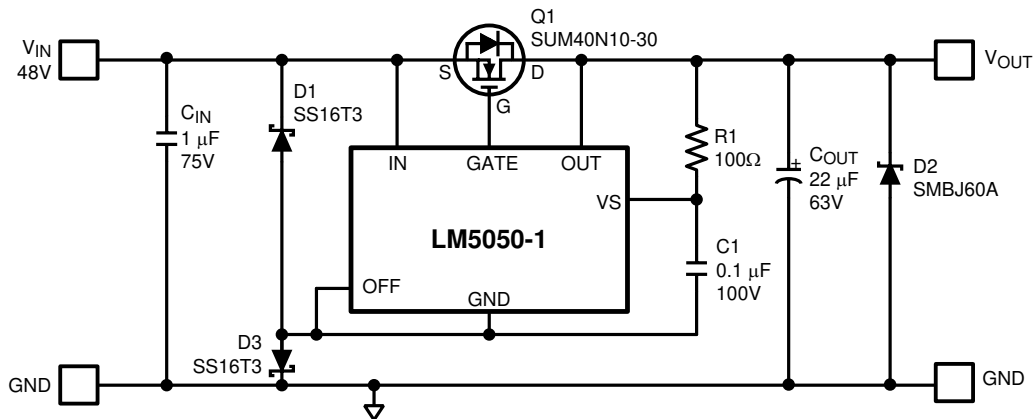 Q1
SUM40N10-30
VIN
48V
S
D
G
VOUT
D1
SS16T3
CIN
1 μF
75V
IN
GATE
OUT
R1
100Ω
COUT
+
22 μF
63V
D2
SMBJ60A
VS
LM5050-1
C1
0.1 μF
100V
OFF
GND
D3
SS16T3
GND
GND